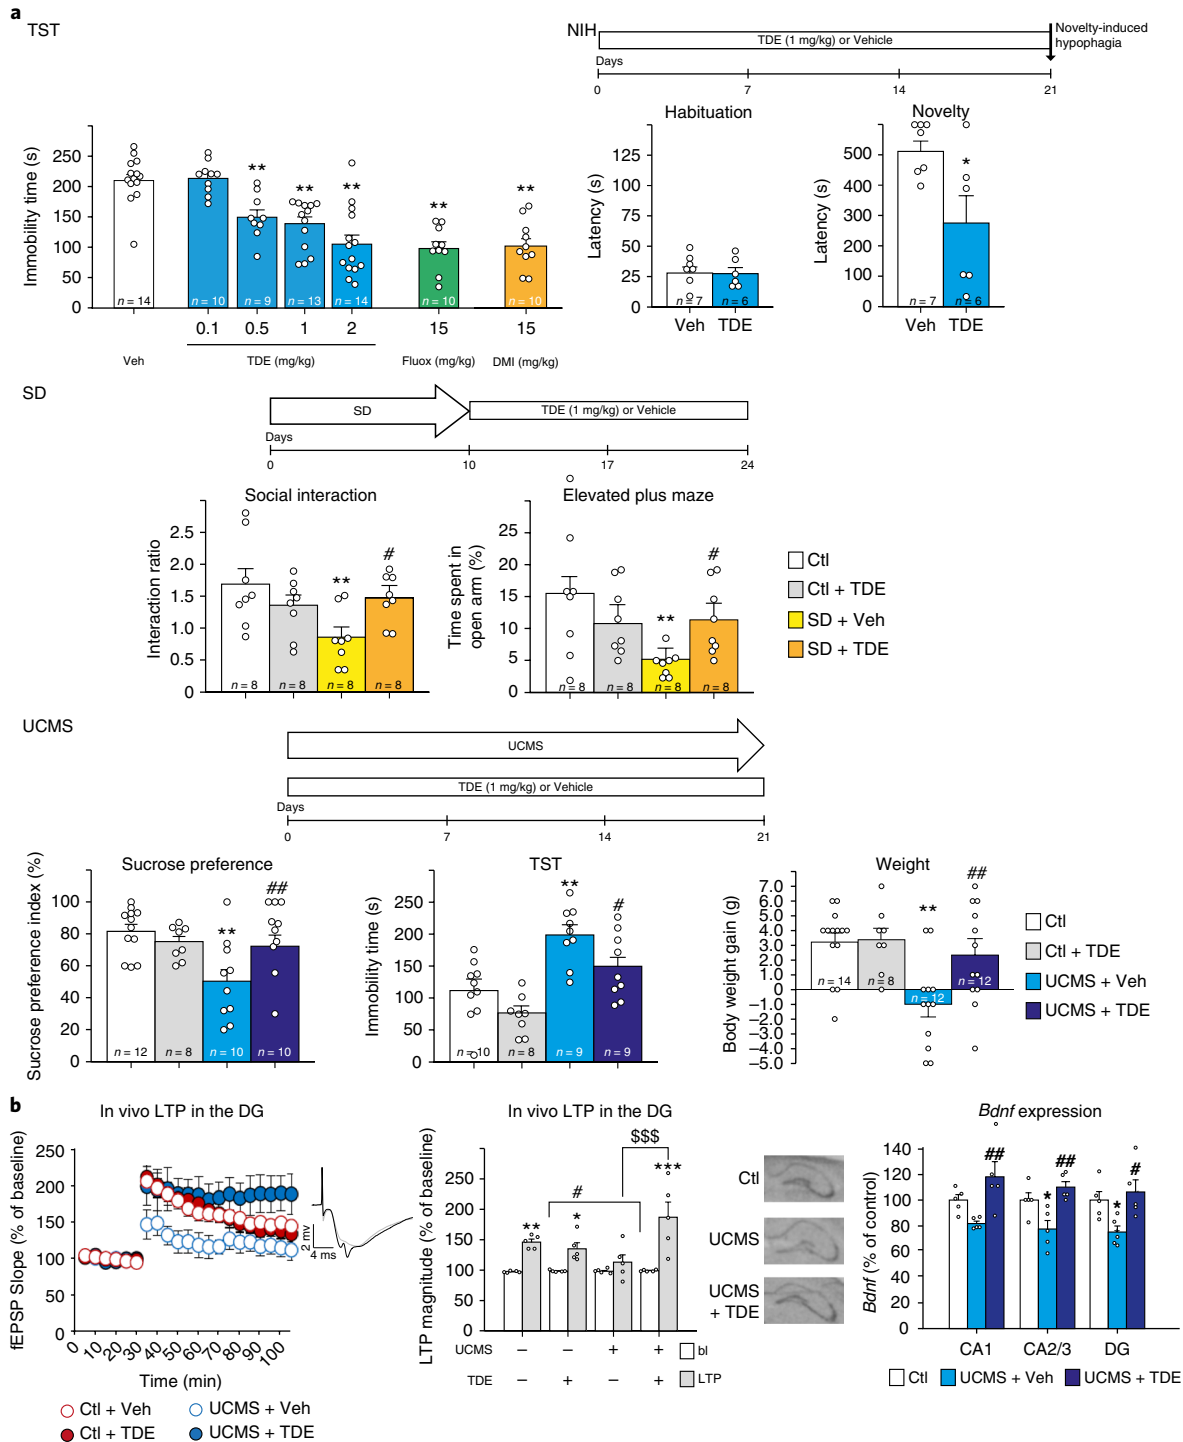 a
TST
NIH
TDE (1 mg/kg) or Vehicle
Novelty-induced
hypophagia
Days
0 7 14 21
Habituation
Novelty
Immobility time (s)
250
200
150
100
50
0
** ** ** ** **
n = 14 n = 10 n = 9 n = 13 n = 14 n = 10 n = 10
0.1 0.5 1 2 15 15
Veh TDE (mg/kg) Fluox (mg/kg) DMI (mg/kg)
Latency (s)
125
100
75
50
25
0
n = 7 n = 6
Veh TDE
Latency (s)
500
400
300
200
100
0
*
n = 7 n = 6
Veh TDE
SD
SD
TDE (1 mg/kg) or Vehicle
Days
0 10 17 24
Social interaction
Interaction ratio
2.5
2.0
1.5
1.0
0.5
0
** #
n = 8 n = 8 n = 8 n = 8
Elevated plus maze
Time spent in
open arm (%)
25
20
15
10
5
0
** #
n = 8 n = 8 n = 8 n = 8
Ctl
Ctl + TDE
SD + Veh
SD + TDE
UCMS
UCMS
TDE (1 mg/kg) or Vehicle
Days
0 7 14 21
Sucrose preference
Sucrose preference index (%)
100
80
60
40
20
0
** ##
n = 12 n = 8 n = 10 n = 10
TST
Immobility time (s)
250
200
150
100
50
0
** #
n = 10 n = 8 n = 9 n = 9
Weight
Body weight gain (g)
7.0
6.0
5.0
4.0
3.0
2.0
1.0
0
–1.0
–2.0
–3.0
–4.0
–5.0
** ##
n = 14 n = 8 n = 12 n = 12
Ctl
Ctl + TDE
UCMS + Veh
UCMS + TDE
b
In vivo LTP in the DG
fEPSP Slope (% of baseline)
250
200
150
100
50
0
0 10 20 30 40 50 60 70 80 90 100
Time (min)
2 mv
4 ms
Ctl + Veh
Ctl + TDE
UCMS + Veh
UCMS + TDE
In vivo LTP in the DG
LTP magnitude (% of baseline)
250
200
150
100
50
0
$$$
***
#
** *
UCMS – – + +
TDE – + – +
bl
LTP
Ctl
UCMS
UCMS
+ TDE
Bdnf expression
Bdnf (% of control)
140
120
100
80
60
40
20
0
## * ## * #
CA1 CA2/3 DG
Ctl UCMS + Veh UCMS + TDE